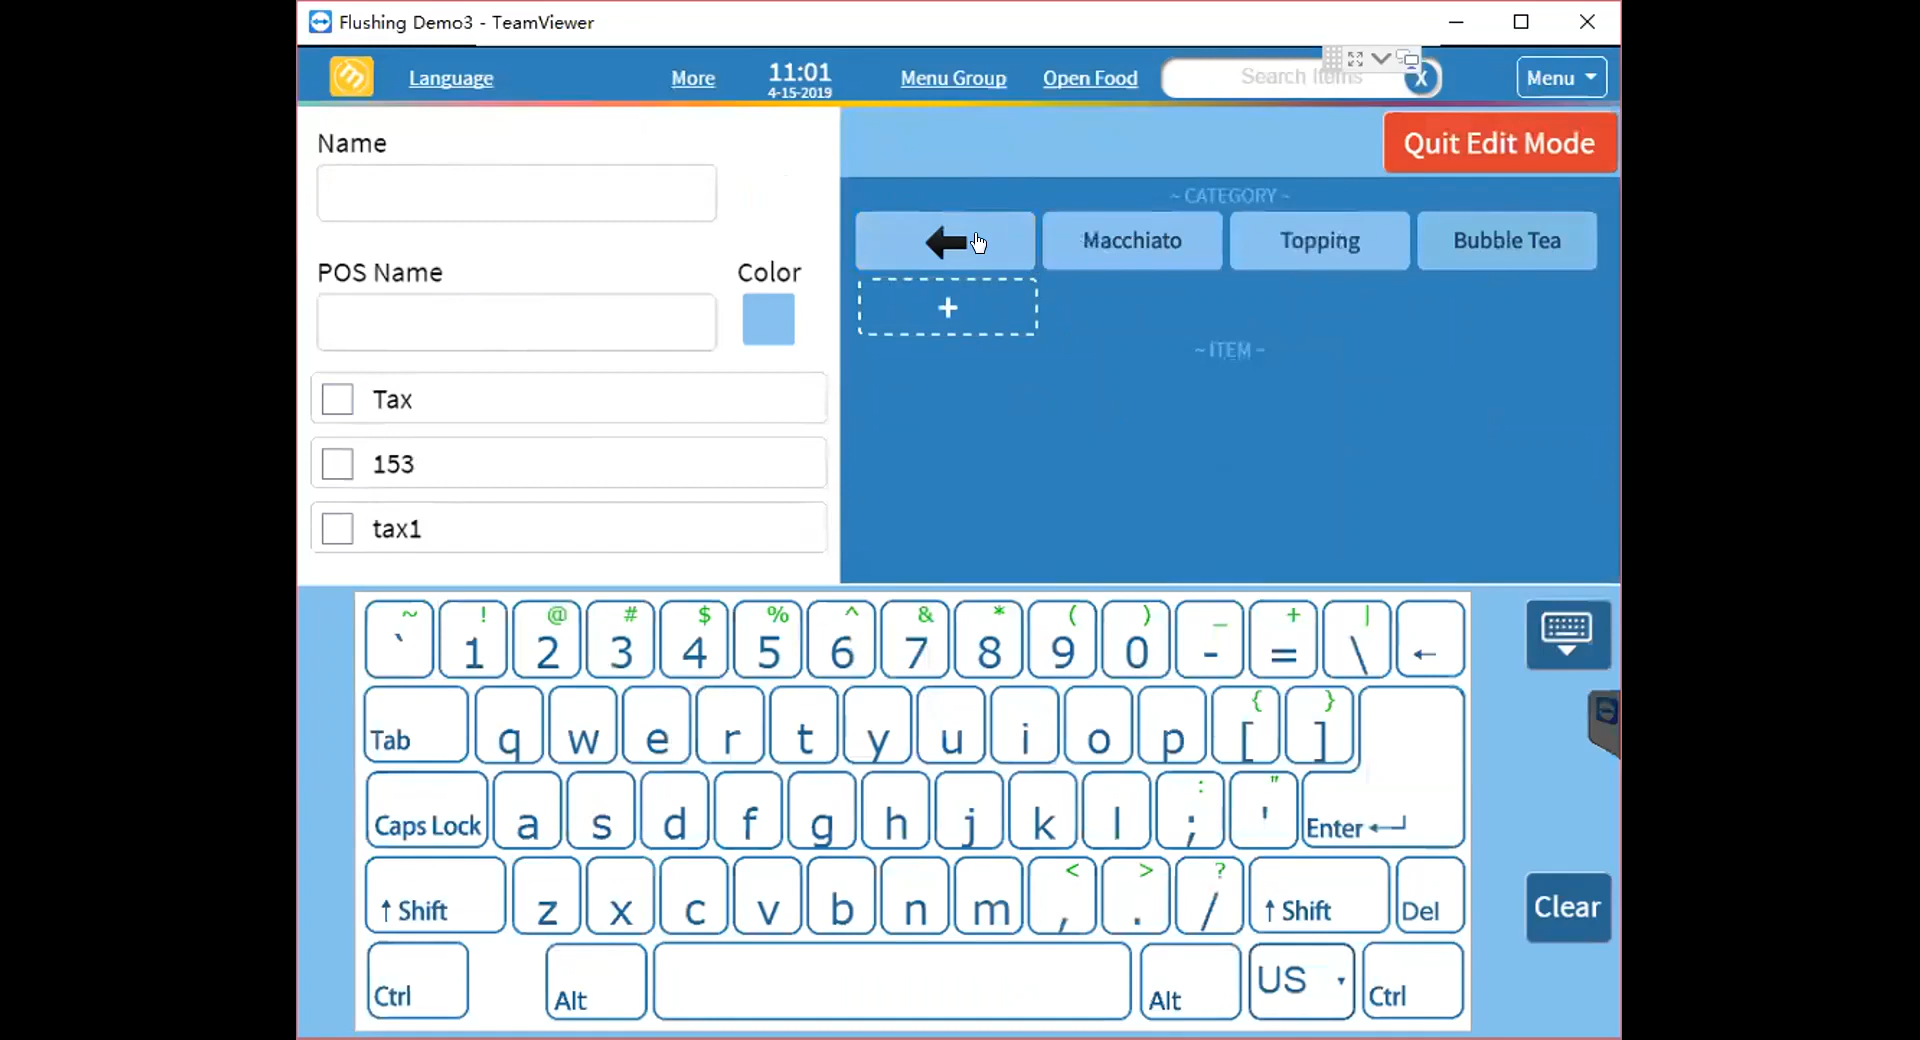 Flushing Demo3 - TeamViewer
Language
More
11:01
4-15-2019
Menu Group
Open Food
Search Items
X
Menu
Name
Quit Edit Mode
~ CATEGORY ~
Macchiato
Topping
Bubble Tea
POS Name
Color
+
~ ITEM ~
Tax
153
tax1
~ ! @ # $ % ^ & * ( ) _ + |
` 1 2 3 4 5 6 7 8 9 0 - = \ ←
{ }
Tab q w e r t y u i o p [ ]
: "
Caps Lock a s d f g h j k l ; ' Enter
< > ?
↑ Shift z x c v b n m , . / ↑ Shift Del
Clear
Ctrl Alt Alt US Ctrl